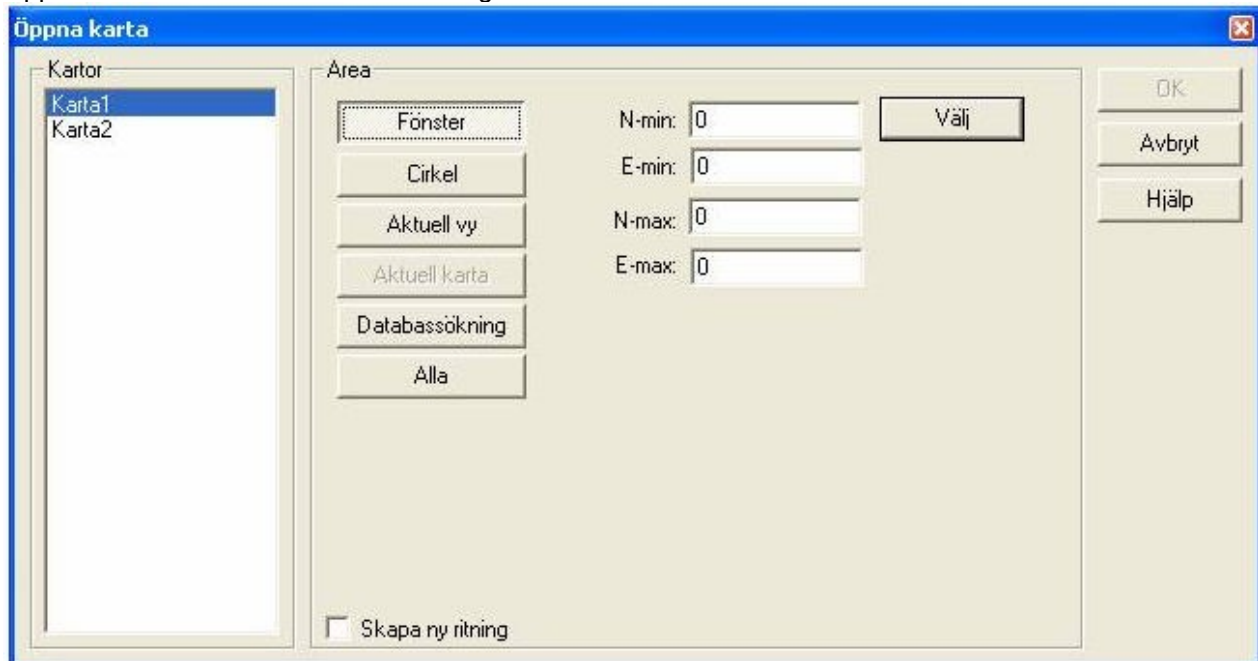 Öppna karta
Kartor
Karta1
Karta2
Area
Fönster
Cirkel
Aktuell vy
Aktuell karta
Databassökning
Alla
N-min: 0
E-min: 0
N-max: 0
E-max: 0
Välj
Skapa ny ritning
OK
Avbryt
Hjälp